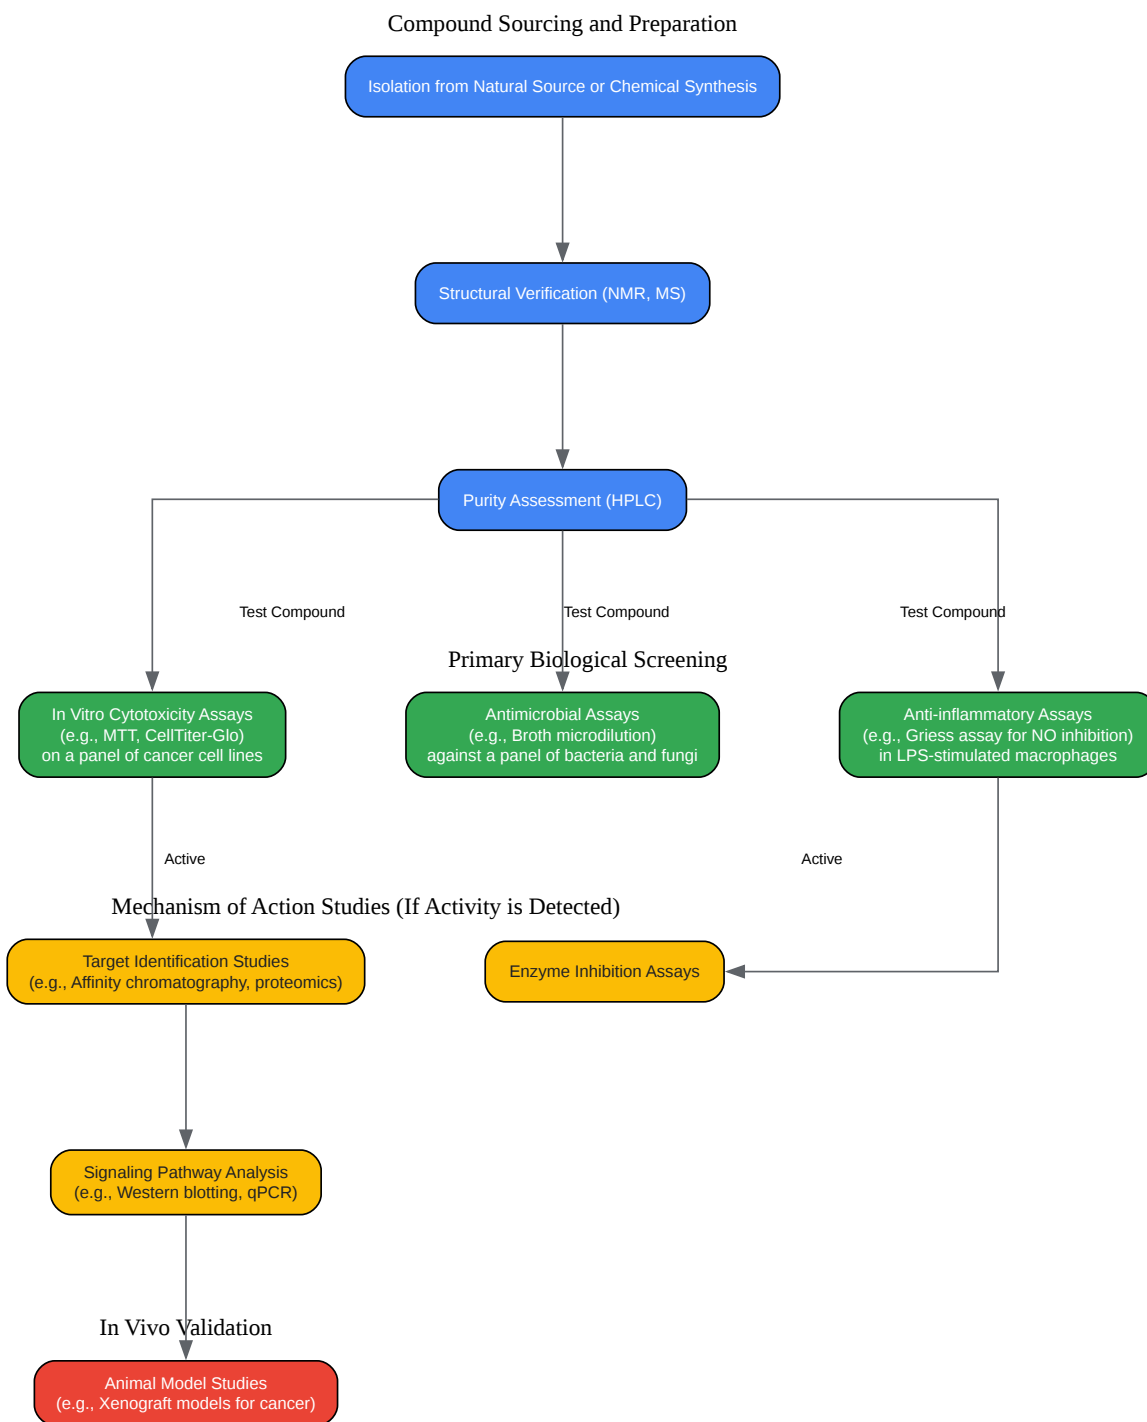 Compound Sourcing and Preparation
Isolation from Natural Source or Chemical Synthesis
Structural Verification (NMR, MS)
Purity Assessment (HPLC)
Test Compound
Test Compound
Test Compound
Primary Biological Screening
In Vitro Cytotoxicity Assays
(e.g., MTT, CellTiter-Glo)
on a panel of cancer cell lines
Antimicrobial Assays
(e.g., Broth microdilution)
against a panel of bacteria and fungi
Anti-inflammatory Assays
(e.g., Griess assay for NO inhibition)
in LPS-stimulated macrophages
Active
Active
Mechanism of Action Studies (If Activity is Detected)
Target Identification Studies
(e.g., Affinity chromatography, proteomics)
Enzyme Inhibition Assays
Signaling Pathway Analysis
(e.g., Western blotting, qPCR)
In Vivo Validation
Animal Model Studies
(e.g., Xenograft models for cancer)